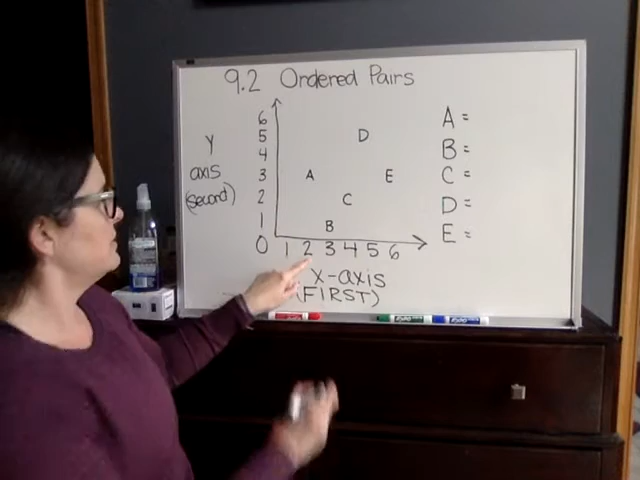 9.2 Ordered Pairs
Y
axis
(second)
6
5
4
3
2
1
0
D
A E
C
B
1 2 3 4 5 6
X-axis
(FIRST)
A =
B =
C =
D =
E =